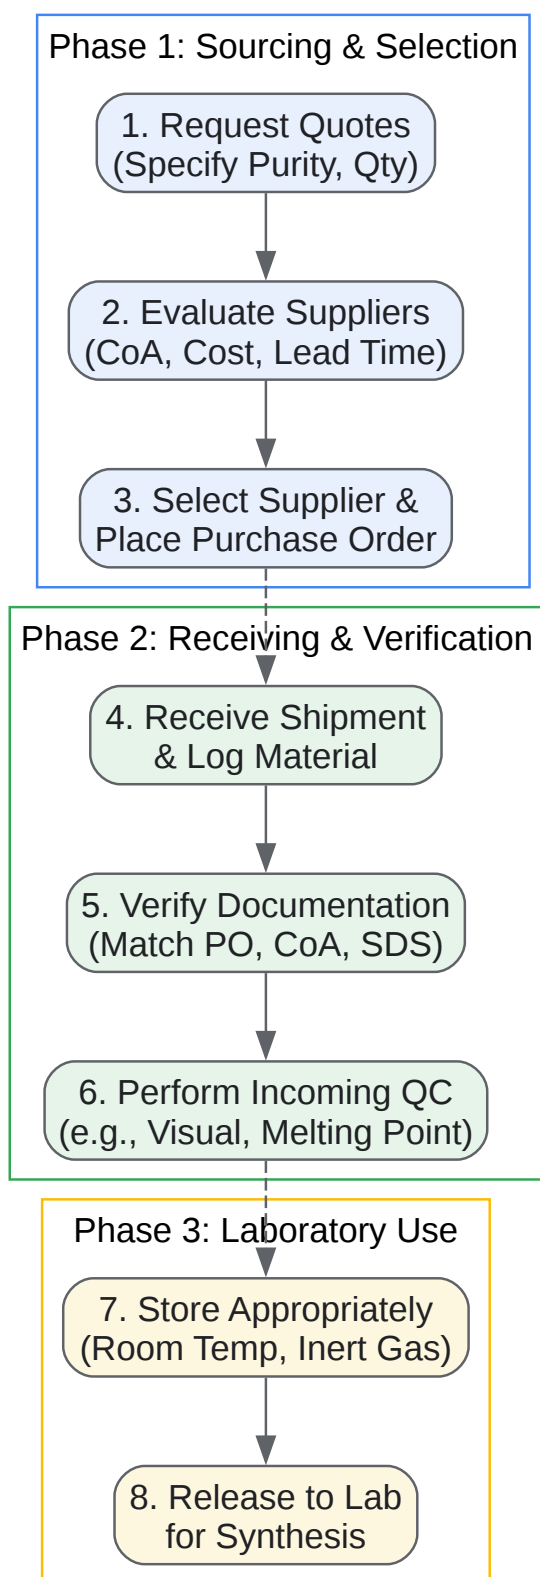 Phase 1: Sourcing & Selection
1. Request Quotes
(Specify Purity, Qty)
2. Evaluate Suppliers
(CoA, Cost, Lead Time)
3. Select Supplier &
Place Purchase Order
Phase 2: Receiving & Verification
4. Receive Shipment
& Log Material
5. Verify Documentation
(Match PO, CoA, SDS)
6. Perform Incoming QC
(e.g., Visual, Melting Point)
Phase 3: Laboratory Use
7. Store Appropriately
(Room Temp, Inert Gas)
8. Release to Lab
for Synthesis